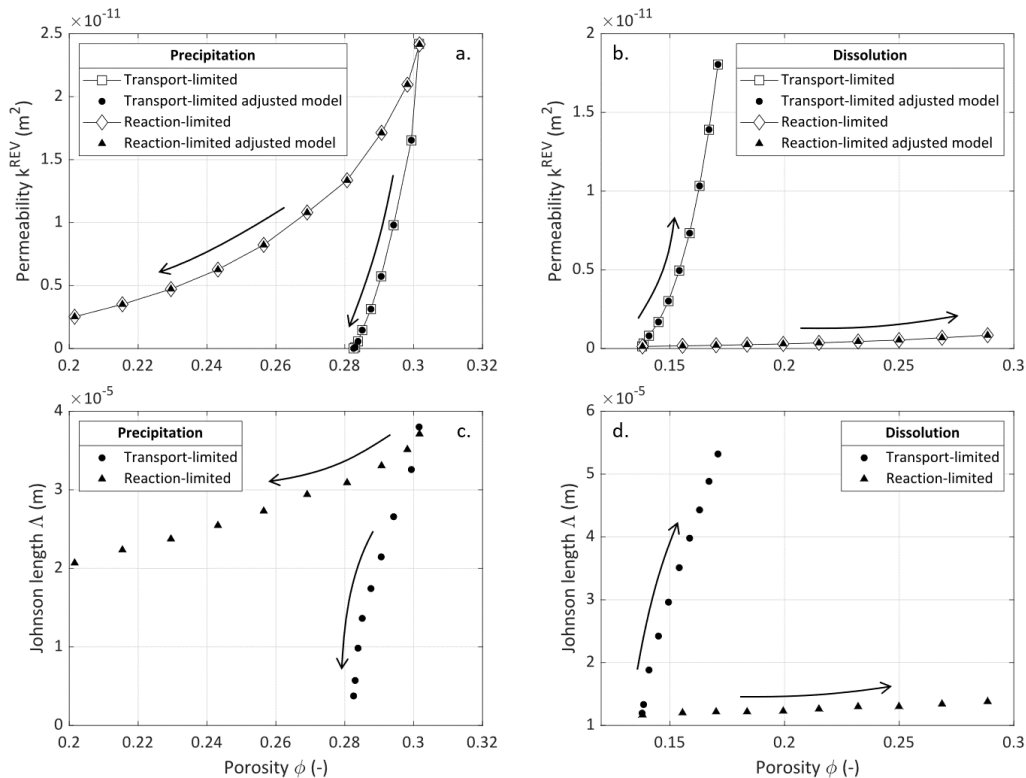 ×10⁻¹¹
2.5
2
1.5
1
0.5
0
0.2 0.22 0.24 0.26 0.28 0.3 0.32
Permeability k^REV (m²)
Precipitation
Transport-limited
Transport-limited adjusted model
Reaction-limited
Reaction-limited adjusted model
a.
×10⁻¹¹
2
1.5
1
0.5
0
0.15 0.2 0.25 0.3
Permeability k^REV (m²)
b.
Dissolution
Transport-limited
Transport-limited adjusted model
Reaction-limited
Reaction-limited adjusted model
×10⁻⁵
4
3
2
1
0
0.2 0.22 0.24 0.26 0.28 0.3 0.32
Johnson length Λ (m)
Porosity ϕ (-)
Precipitation
Transport-limited
Reaction-limited
c.
×10⁻⁵
6
5
4
3
2
1
0.15 0.2 0.25 0.3
Johnson length Λ (m)
Porosity ϕ (-)
d.
Dissolution
Transport-limited
Reaction-limited